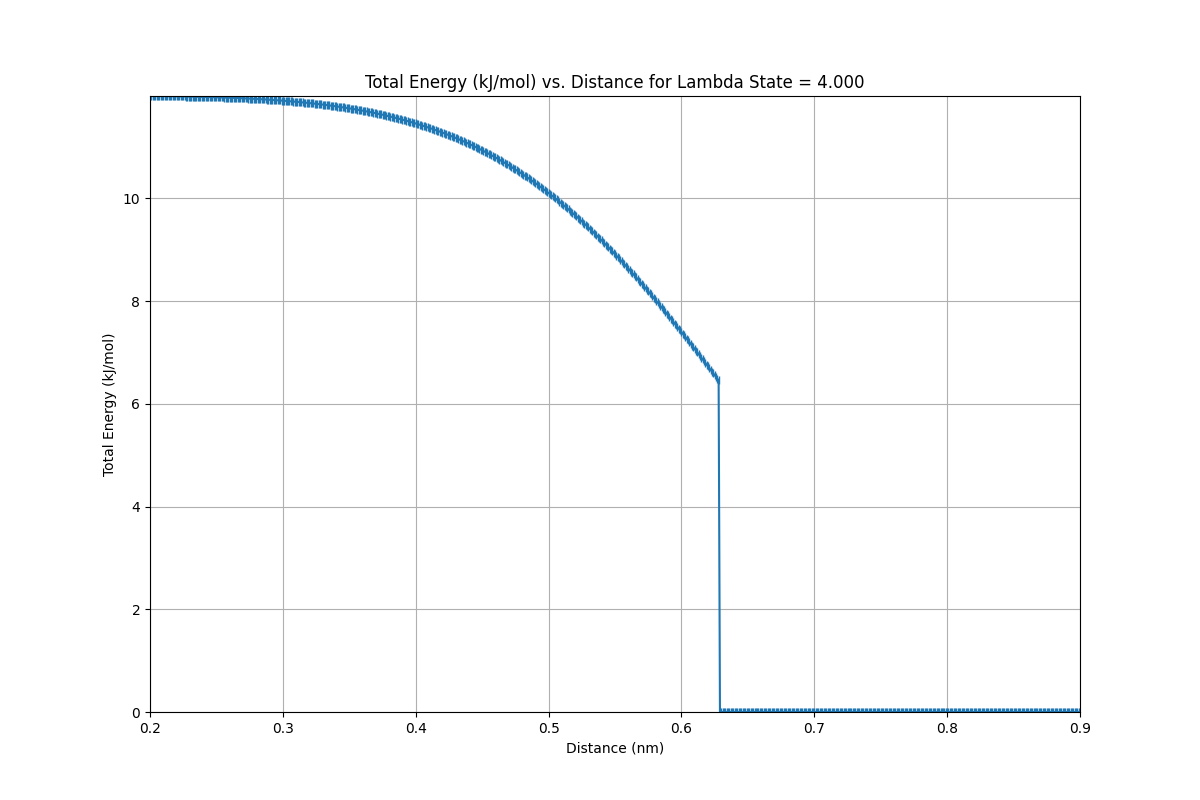 Total Energy (kJ/mol) vs. Distance for Lambda State = 4.000
Total Energy (kJ/mol)
10
8
6
4
2
0
0.2 0.3 0.4 0.5 0.6 0.7 0.8 0.9
Distance (nm)